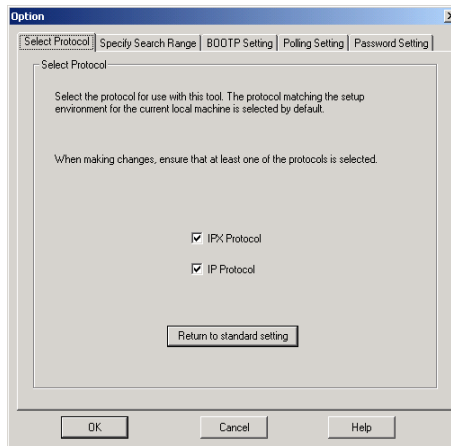 Option
Select Protocol
Specify Search Range
BOOTP Setting
Polling Setting
Password Setting
Select Protocol
Select the protocol for use with this tool. The protocol matching the setup
environment for the current local machine is selected by default.
When making changes, ensure that at least one of the protocols is selected.
IPX Protocol
IP Protocol
Return to standard setting
OK
Cancel
Help